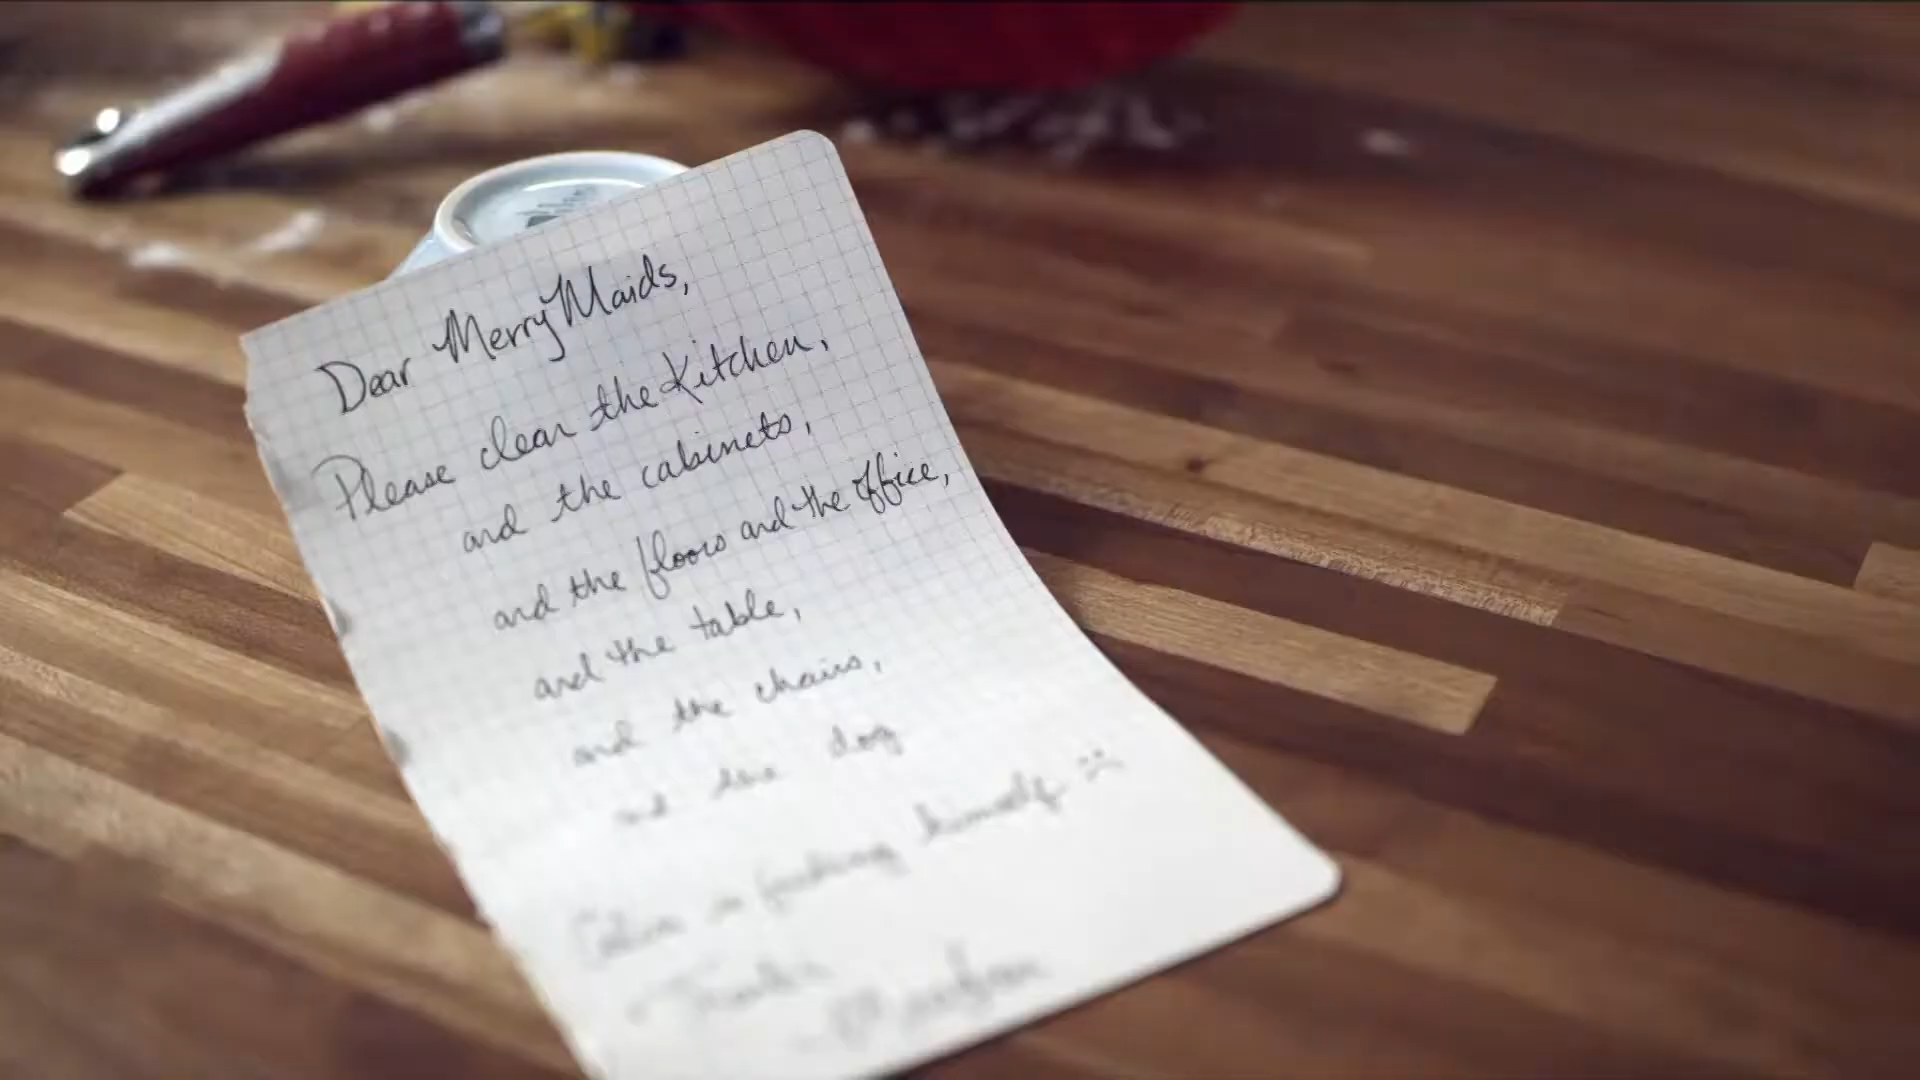 Dear Merry Maids,
Please clean the Kitchen,
and the cabinets,
and the floors and the office,
and the table,
and the chairs,
and the dog
himself :(